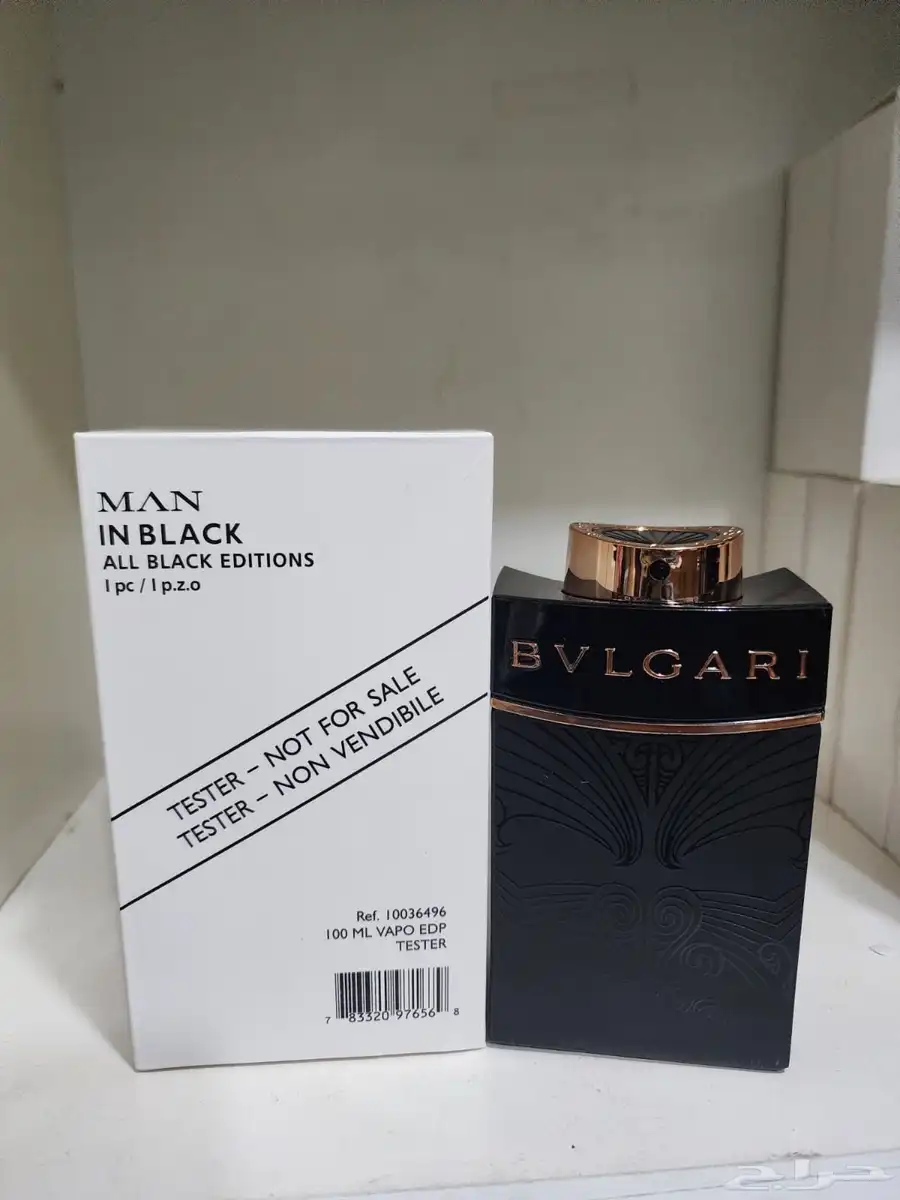 MAN
IN BLACK
ALL BLACK EDITIONS
1 pc / 1 p.z.o
TESTER – NOT FOR SALE
TESTER – NON VENDIBILE
Ref. 10036496
100 ML VAPO EDP
TESTER
7 83320 97656 8
BVLGARI
حراج